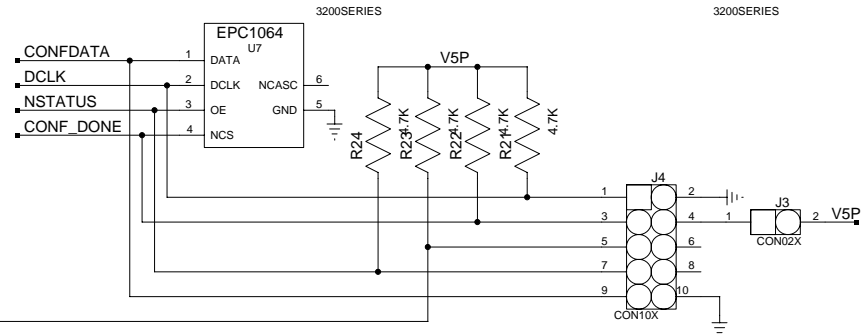 3200SERIES
3200SERIES
EPC1064
U7
CONFDATA
1
DATA
DCLK
2
DCLK
NCASC
6
NSTATUS
3
OE
GND
5
CONF_DONE
4
NCS
V5P
R24
4.7K
R23
4.7K
R22
4.7K
R21
4.7K
J4
1
2
3
4
5
6
7
8
9
10
CON10X
J3
1
2
V5P
CON02X